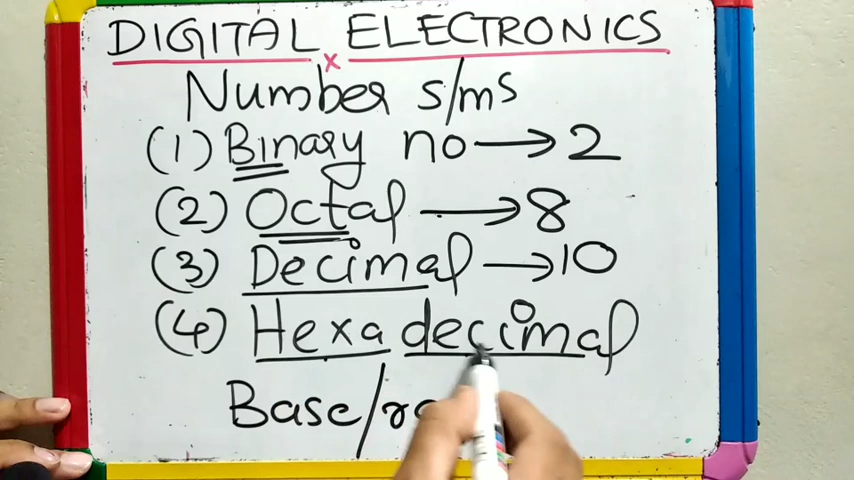 DIGITAL ELECTRONICS
x
Number s/ms
(1) Binary no → 2
(2) Octal → 8
(3) Decimal → 10
(4) Hexadecimal
Base/